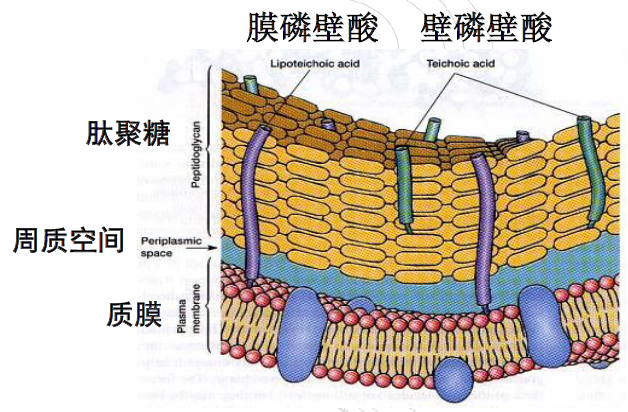 膜磷壁酸 壁磷壁酸
Lipoteichoic acid Teichoic acid
肽聚糖
Peptidoglycan
周质空间
Periplasmic
space
质膜
Plasma
membrane